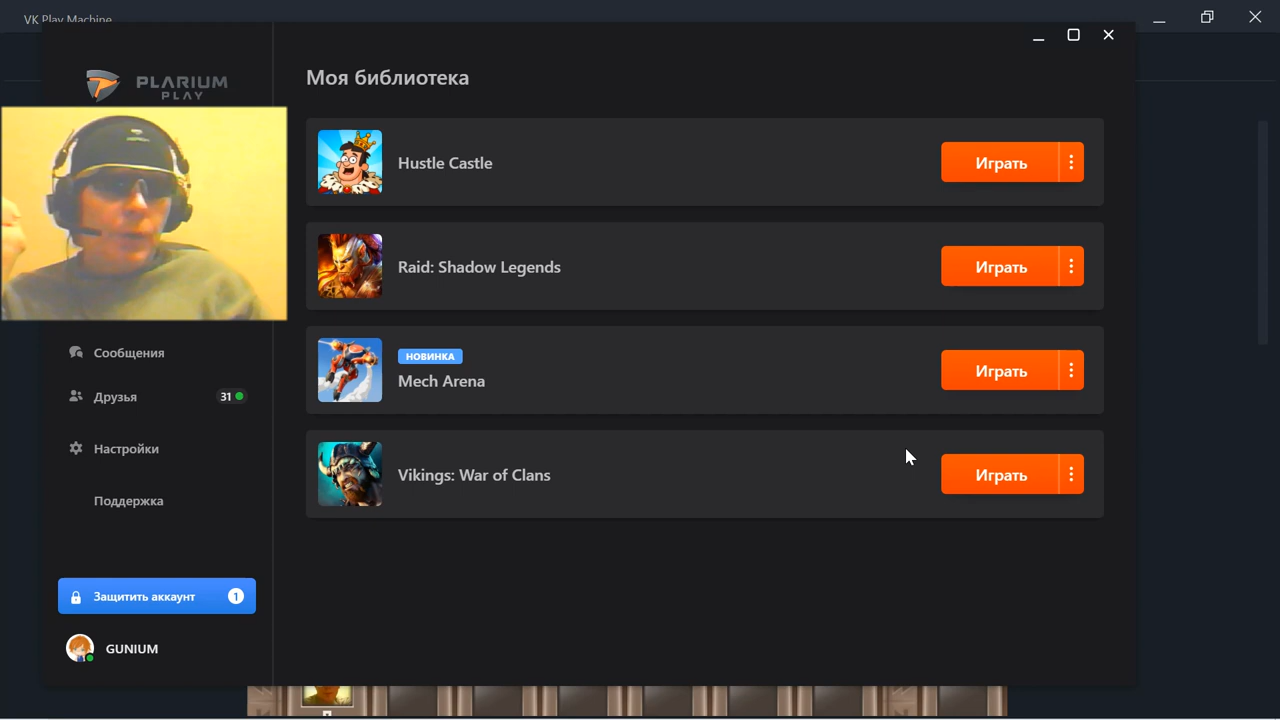 VK Play Machine
PLARIUM
PLAY
Моя библиотека
Hustle Castle
Играть
Raid: Shadow Legends
Играть
НОВИНКА
Mech Arena
Играть
Vikings: War of Clans
Играть
Сообщения
Друзья
31
Настройки
Поддержка
Защитить аккаунт
1
GUNIUM